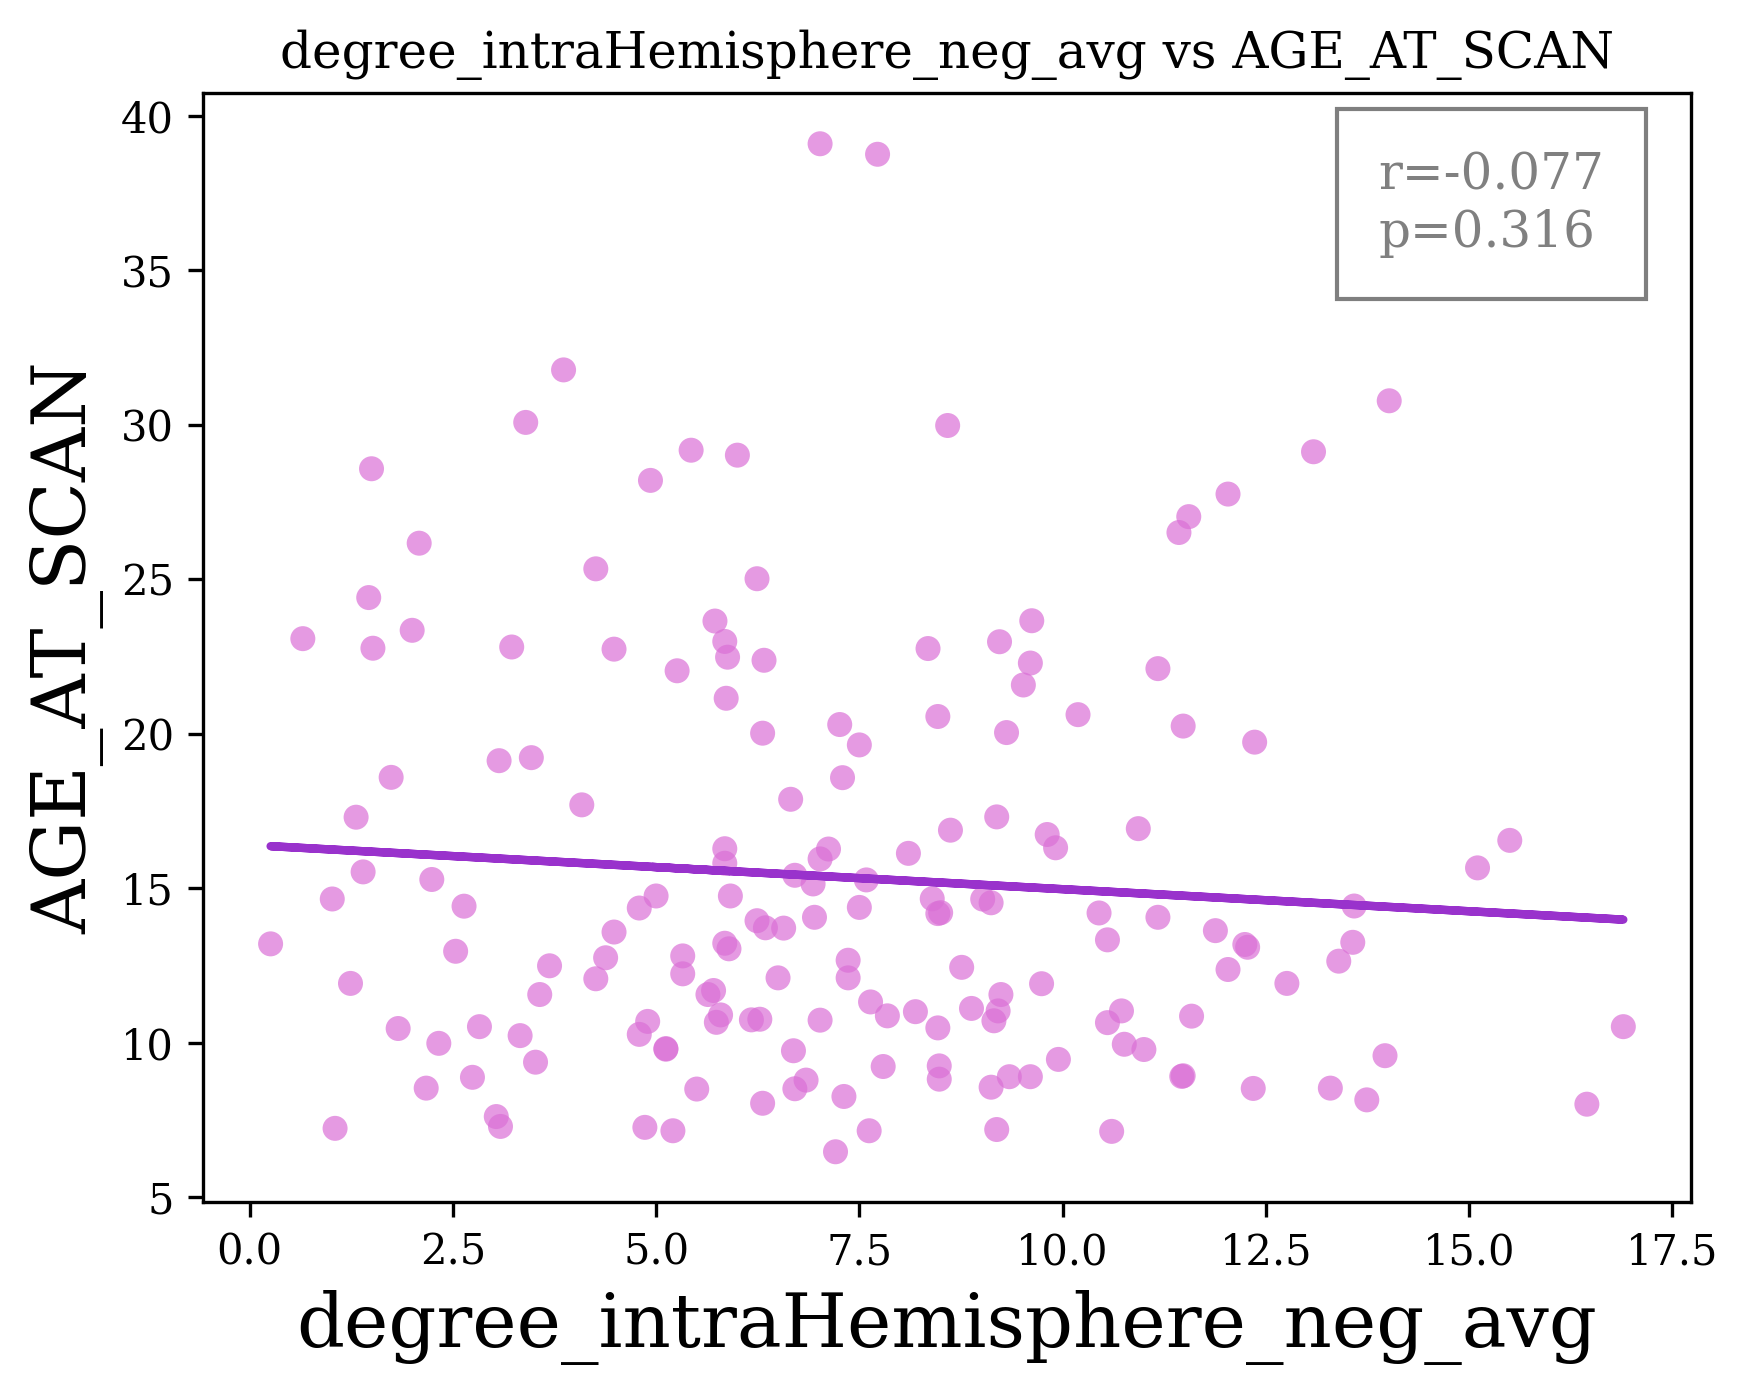 degree_intraHemisphere_neg_avg vs AGE_AT_SCAN
r=-0.077
p=0.316
AGE_AT_SCAN
40
35
30
25
20
15
10
5
0.0 2.5 5.0 7.5 10.0 12.5 15.0 17.5
degree_intraHemisphere_neg_avg